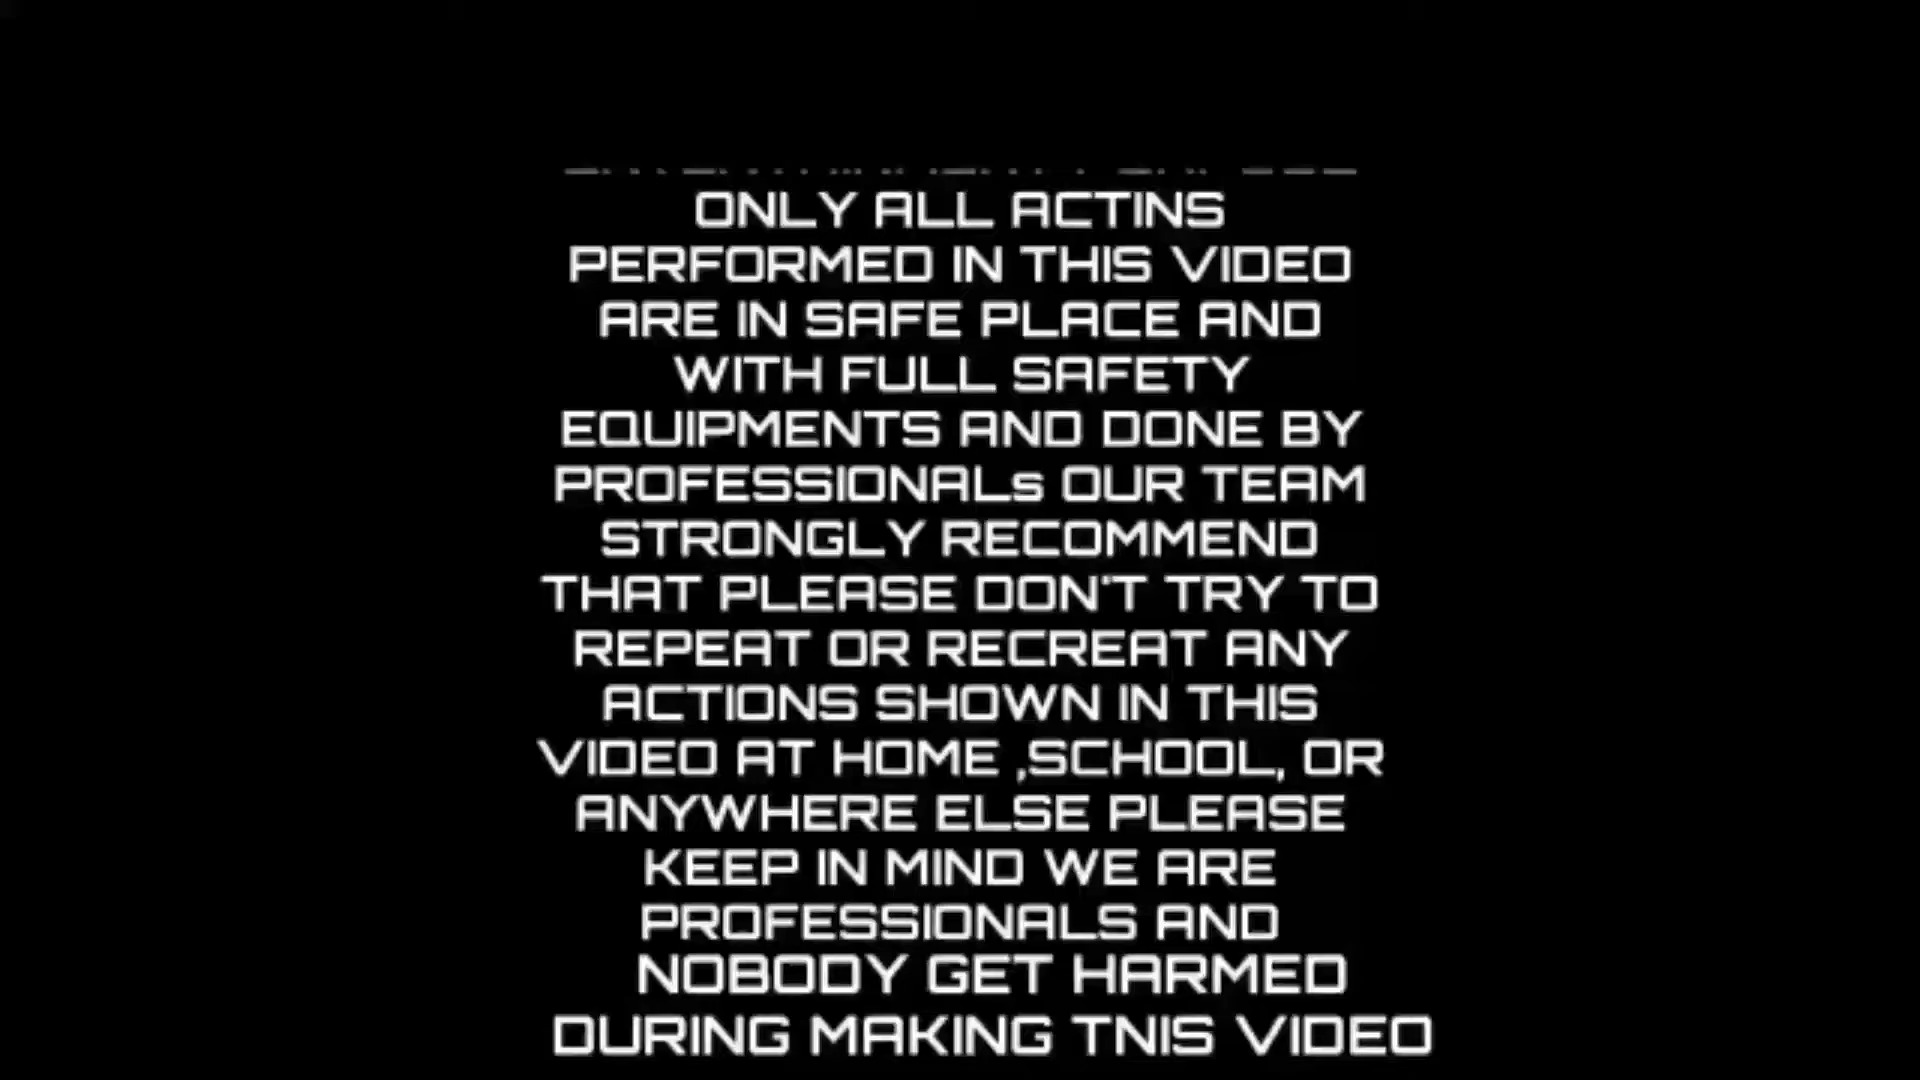 ONLY ALL ACTINS
PERFORMED IN THIS VIDEO
ARE IN SAFE PLACE AND
WITH FULL SAFETY
EQUIPMENTS AND DONE BY
PROFESSIONALs OUR TEAM
STRONGLY RECOMMEND
THAT PLEASE DON'T TRY TO
REPEAT OR RECREAT ANY
ACTIONS SHOWN IN THIS
VIDEO AT HOME ,SCHOOL, OR
ANYWHERE ELSE PLEASE
KEEP IN MIND WE ARE
PROFESSIONALS AND
NOBODY GET HARMED
DURING MAKING TNIS VIDEO